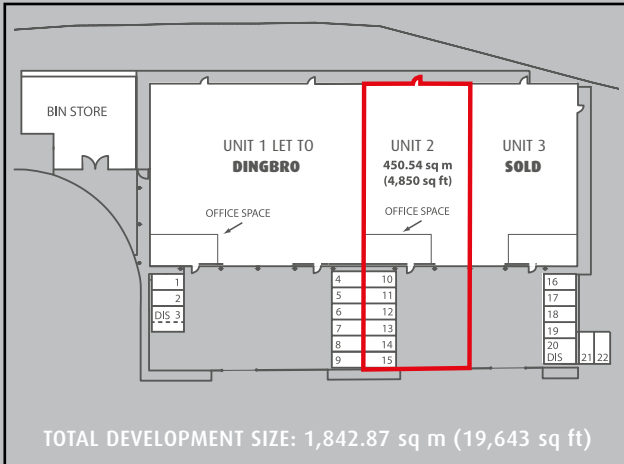 BIN STORE
UNIT 1 LET TO
DINGBRO
OFFICE SPACE
UNIT 2
450.54 sq m
(4,850 sq ft)
OFFICE SPACE
UNIT 3
SOLD
1
2
DIS 3
4
5
6
7
8
9
10
11
12
13
14
15
16
17
18
19
20
DIS
21
22
TOTAL DEVELOPMENT SIZE: 1,842.87 sq m (19,643 sq ft)